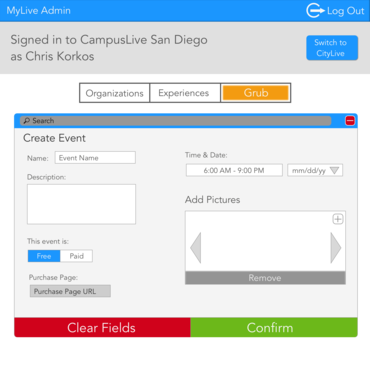 MyLive Admin
Log Out
Signed in to CampusLive San Diego
as Chris Korkos
Switch to
CityLive
Organizations
Experiences
Grub
Search
Create Event
Name:
Event Name
Time & Date:
6:00 AM - 9:00 PM
mm/dd/yy
Description:
Add Pictures
This event is:
Free
Paid
Remove
Purchase Page:
Purchase Page URL
Clear Fields
Confirm